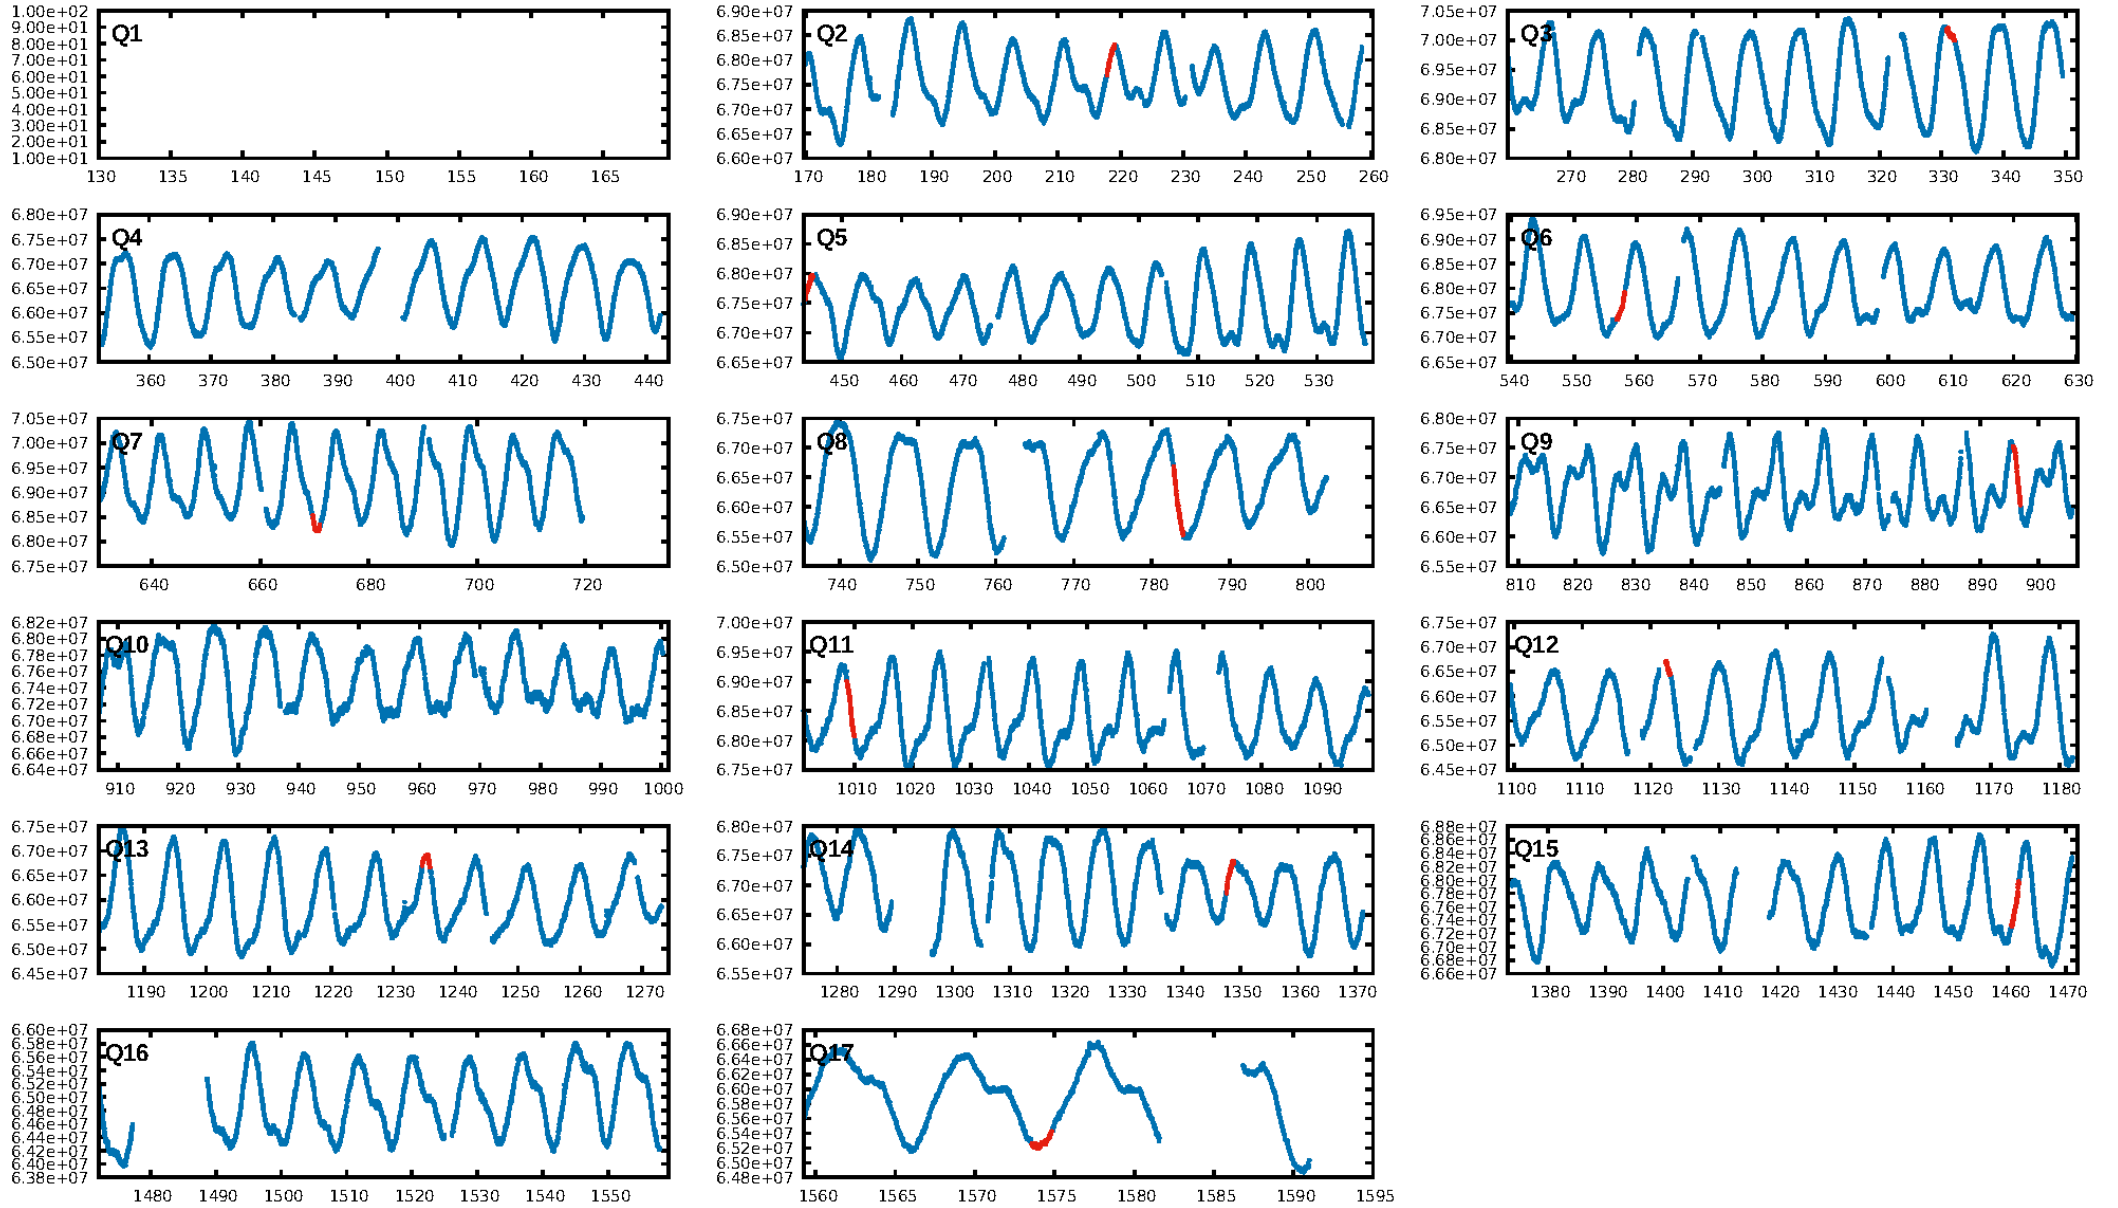 1.00e+02
9.00e+01
8.00e+01
7.00e+01
6.00e+01
5.00e+01
4.00e+01
3.00e+01
2.00e+01
1.00e+01
Q1
130 135 140 145 150 155 160 165
6.90e+07
6.85e+07
6.80e+07
6.75e+07
6.70e+07
6.65e+07
6.60e+07
Q2
170 180 190 200 210 220 230 240 250 260
7.05e+07
7.00e+07
6.95e+07
6.90e+07
6.85e+07
6.80e+07
Q3
270 280 290 300 310 320 330 340 350
6.80e+07
6.75e+07
6.70e+07
6.65e+07
6.60e+07
6.55e+07
6.50e+07
Q4
360 370 380 390 400 410 420 430 440
6.90e+07
6.85e+07
6.80e+07
6.75e+07
6.70e+07
6.65e+07
Q5
450 460 470 480 490 500 510 520 530
6.95e+07
6.90e+07
6.85e+07
6.80e+07
6.75e+07
6.70e+07
6.65e+07
Q6
540 550 560 570 580 590 600 610 620 630
7.05e+07
7.00e+07
6.95e+07
6.90e+07
6.85e+07
6.80e+07
6.75e+07
Q7
640 660 680 700 720
6.75e+07
6.70e+07
6.65e+07
6.60e+07
6.55e+07
6.50e+07
Q8
740 750 760 770 780 790 800
6.80e+07
6.75e+07
6.70e+07
6.65e+07
6.60e+07
6.55e+07
Q9
810 820 830 840 850 860 870 880 890 900
6.82e+07
6.80e+07
6.78e+07
6.76e+07
6.74e+07
6.72e+07
6.70e+07
6.68e+07
6.66e+07
6.64e+07
Q10
910 920 930 940 950 960 970 980 990 1000
7.00e+07
6.95e+07
6.90e+07
6.85e+07
6.80e+07
6.75e+07
Q11
1010 1020 1030 1040 1050 1060 1070 1080 1090
6.75e+07
6.70e+07
6.65e+07
6.60e+07
6.55e+07
6.50e+07
6.45e+07
Q12
1100 1110 1120 1130 1140 1150 1160 1170 1180
6.75e+07
6.70e+07
6.65e+07
6.60e+07
6.55e+07
6.50e+07
6.45e+07
Q13
1190 1200 1210 1220 1230 1240 1250 1260 1270
6.80e+07
6.75e+07
6.70e+07
6.65e+07
6.60e+07
6.55e+07
Q14
1280 1290 1300 1310 1320 1330 1340 1350 1360 1370
6.88e+07
6.86e+07
6.84e+07
6.82e+07
6.80e+07
6.78e+07
6.76e+07
6.74e+07
6.72e+07
6.70e+07
6.68e+07
6.66e+07
Q15
1380 1390 1400 1410 1420 1430 1440 1450 1460 1470
6.60e+07
6.58e+07
6.56e+07
6.54e+07
6.52e+07
6.50e+07
6.48e+07
6.46e+07
6.44e+07
6.42e+07
6.40e+07
6.38e+07
Q16
1480 1490 1500 1510 1520 1530 1540 1550
6.68e+07
6.66e+07
6.64e+07
6.62e+07
6.60e+07
6.58e+07
6.56e+07
6.54e+07
6.52e+07
6.50e+07
6.48e+07
Q17
1560 1565 1570 1575 1580 1585 1590 1595